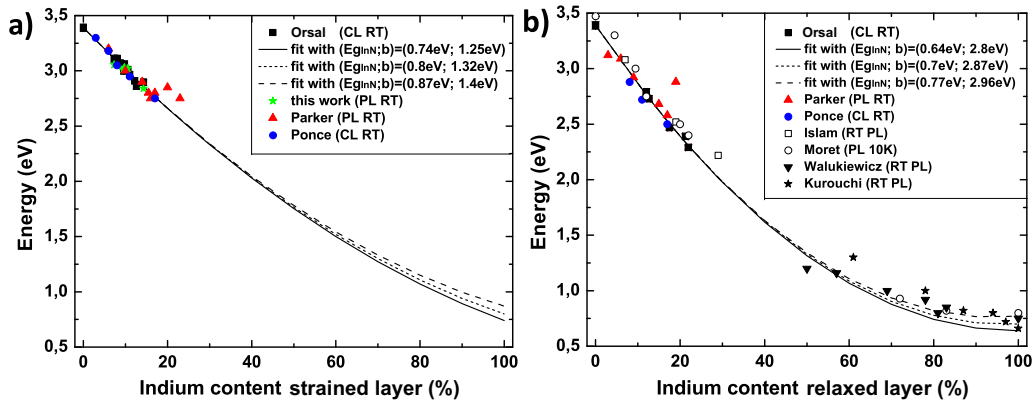 a)
3,5
3,0
2,5
2,0
1,5
1,0
0,5
Energy (eV)
Orsal (CL RT)
fit with (EgInN;b)=(0.74eV; 1.25eV)
fit with (EgInN;b)=(0.8eV; 1.32eV)
fit with (EgInN;b)=(0.87eV; 1.4eV)
this work (PL RT)
Parker (PL RT)
Ponce (CL RT)
0 20 40 60 80 100
Indium content strained layer (%)
b)
3,5
3,0
2,5
2,0
1,5
1,0
0,5
Energy (eV)
Orsal (CL RT)
fit with (EgInN; b)=(0.64eV; 2.8eV)
fit with (EgInN; b)=(0.7eV; 2.87eV)
fit with (EgInN; b)=(0.77eV; 2.96eV)
Parker (PL RT)
Ponce (CL RT)
Islam (RT PL)
Moret (PL 10K)
Walukiewicz (RT PL)
Kurouchi (RT PL)
0 20 40 60 80 100
Indium content relaxed layer (%)